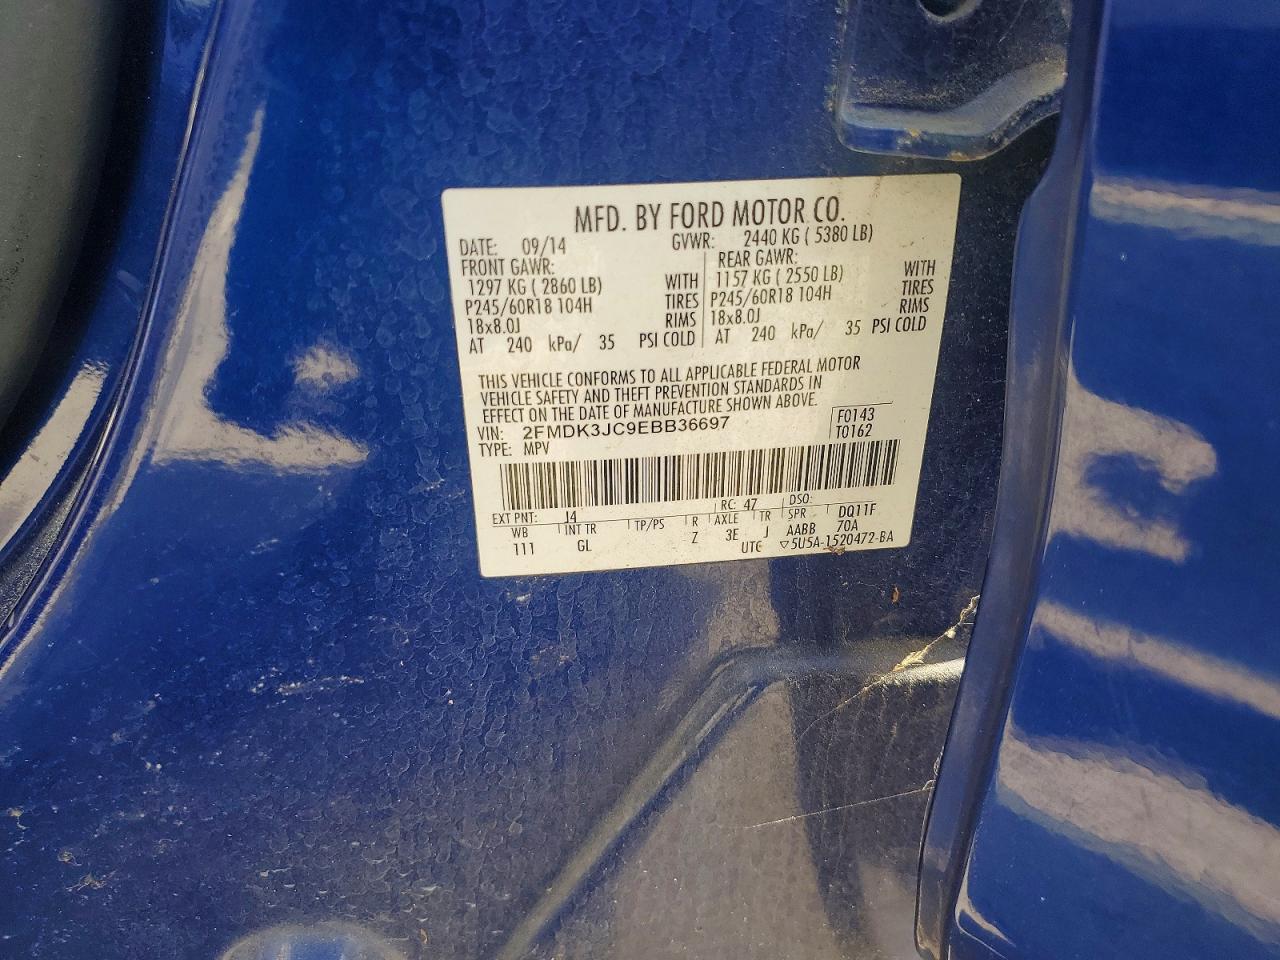 MFD. BY FORD MOTOR CO.
DATE: 09/14 GVWR: 2440 KG ( 5380 LB)
FRONT GAWR: REAR GAWR:
1297 KG ( 2860 LB) WITH 1157 KG ( 2550 LB) WITH
P245/60R18 104H TIRES P245/60R18 104H TIRES
18x8.0J RIMS 18x8.0J RIMS
AT 240 kPa/ 35 PSI COLD AT 240 kPa/ 35 PSI COLD
THIS VEHICLE CONFORMS TO ALL APPLICABLE FEDERAL MOTOR
VEHICLE SAFETY AND THEFT PREVENTION STANDARDS IN
EFFECT ON THE DATE OF MANUFACTURE SHOWN ABOVE.
VIN: 2FMDK3JC9EBB36697 F0143
TYPE: MPV T0162
EXT PNT: J4 RC: 47 DSO:
WB INT TR TP/PS R AXLE TR SPR DQ11F
111 GL Z 3E J AABB 70A
UTC ▽5U5A-1520472-BA